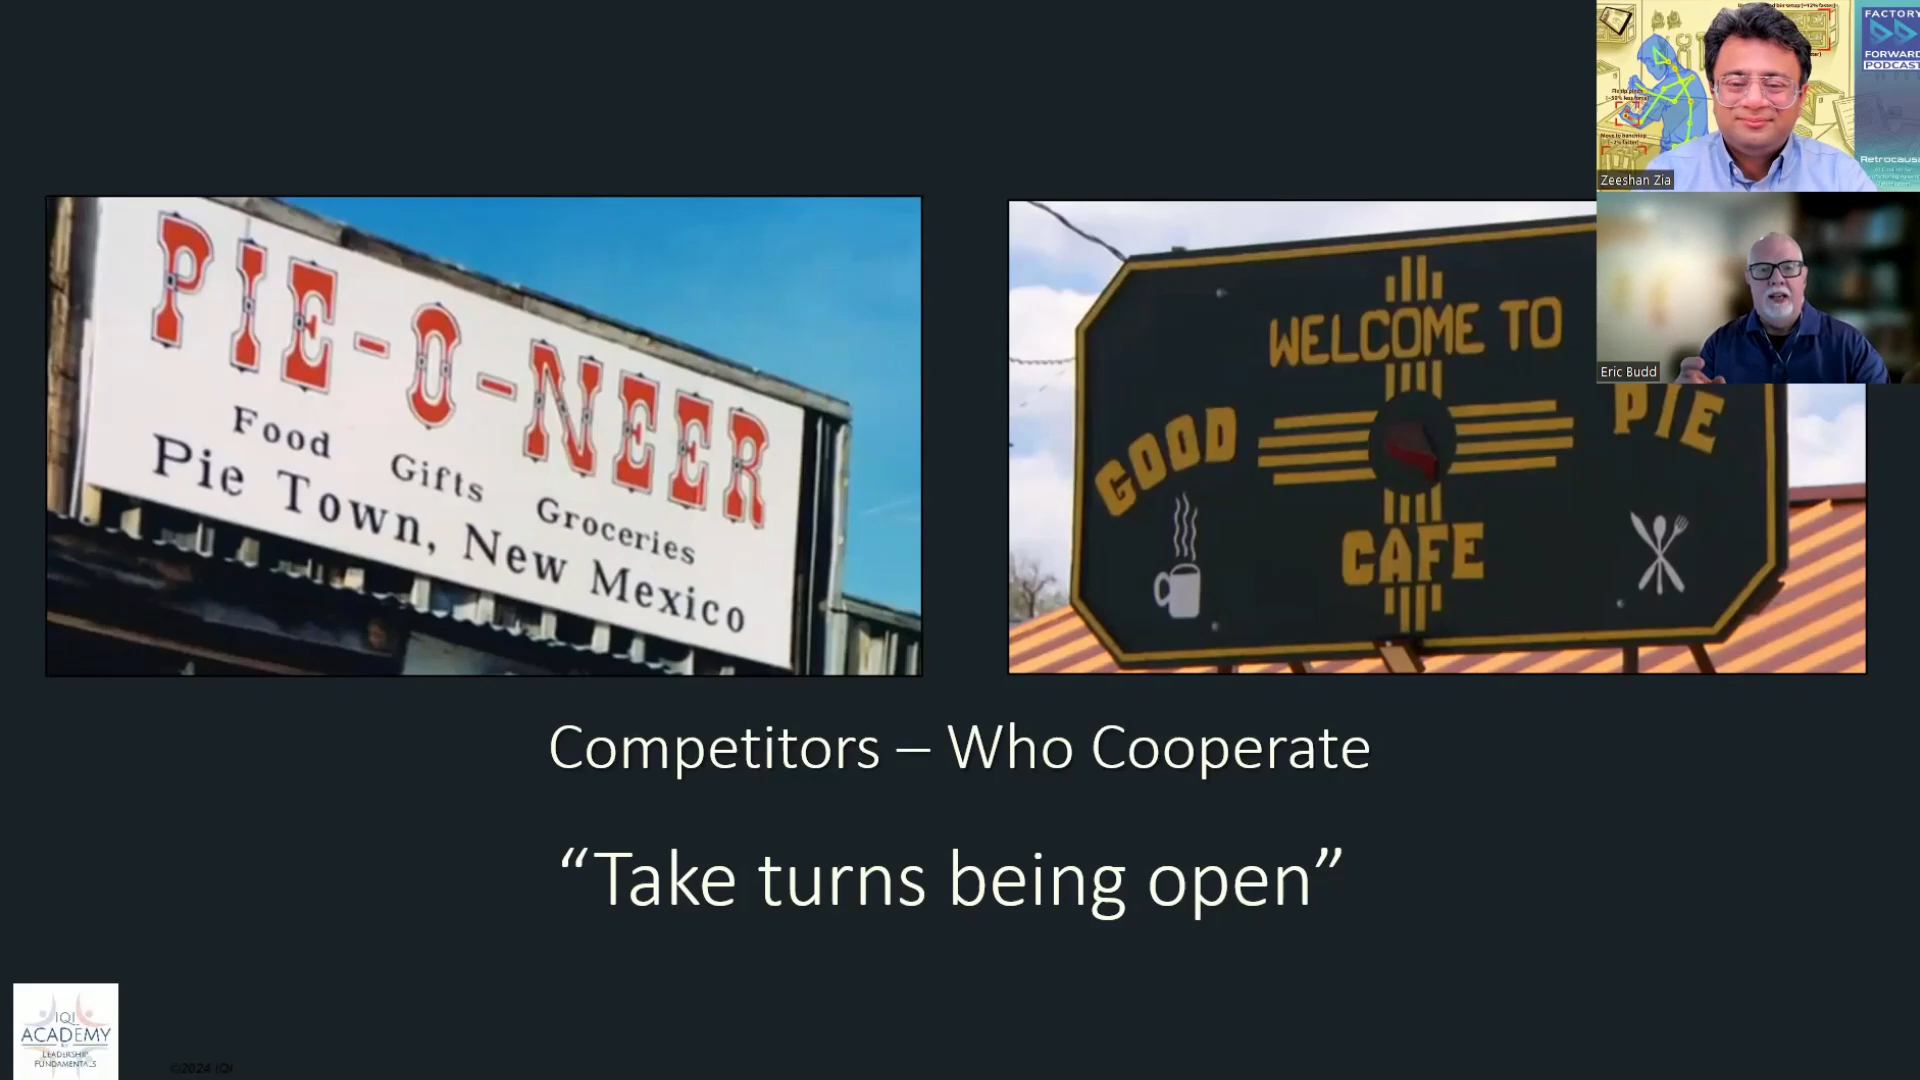 PIE-O-NEER
Food Gifts Groceries
Pie Town, New Mexico
WELCOME TO
GOOD PIE
CAFE
Competitors – Who Cooperate
“Take turns being open”
IQI
ACADEMY
LEADERSHIP
FUNDAMENTALS
©2024 IQI
FACTORY
FORWARD
PODCAST
Retrocausa
Zeeshan Zia
Eric Budd